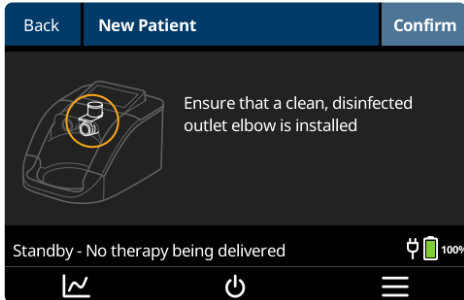 Back New Patient Confirm
Ensure that a clean, disinfected
outlet elbow is installed
Standby - No therapy being delivered 100%